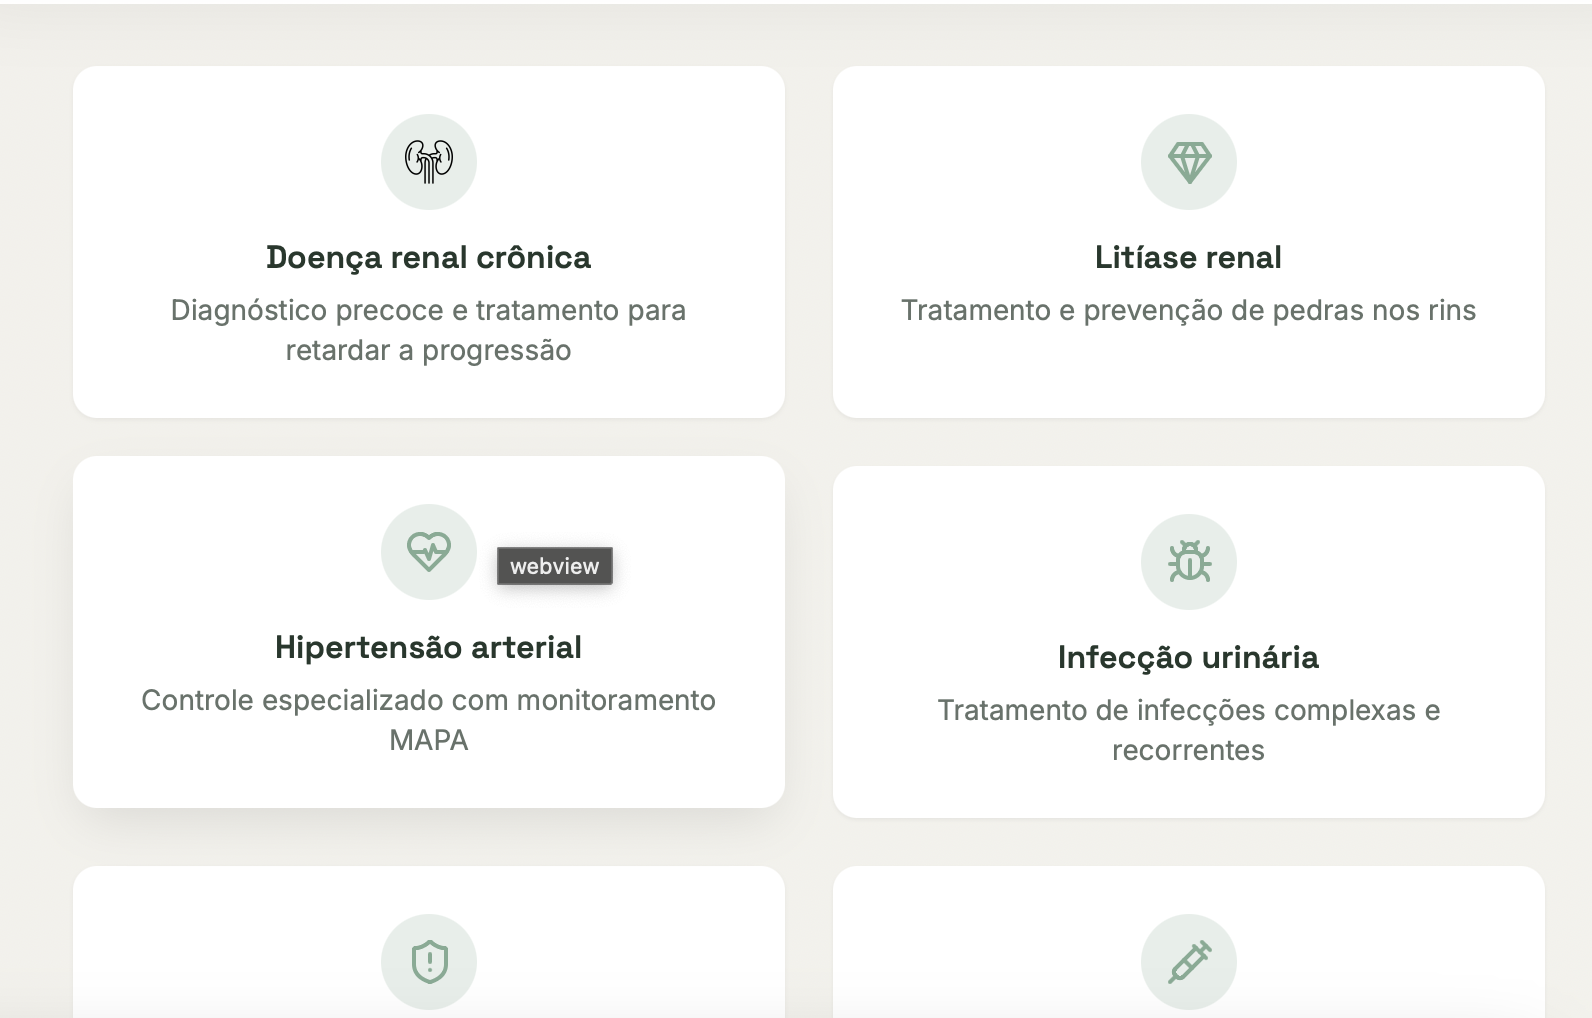 Doença renal crônica
Diagnóstico precoce e tratamento para
retardar a progressão
Litíase renal
Tratamento e prevenção de pedras nos rins
webview
Hipertensão arterial
Controle especializado com monitoramento
MAPA
Infecção urinária
Tratamento de infecções complexas e
recorrentes